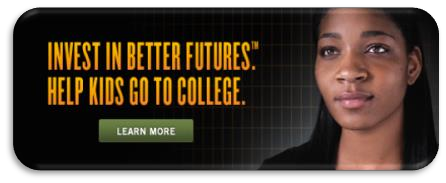 INVEST IN BETTER FUTURES.™
HELP KIDS GO TO COLLEGE.
LEARN MORE